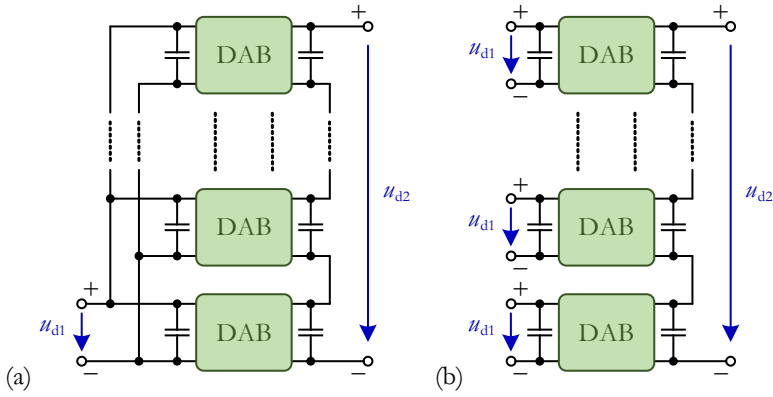 + +
DAB DAB
u_d1
−
u_d2 u_d2
+
DAB DAB
u_d1
−
+ +
DAB DAB
u_d1 u_d1
(a) − − (b) − −